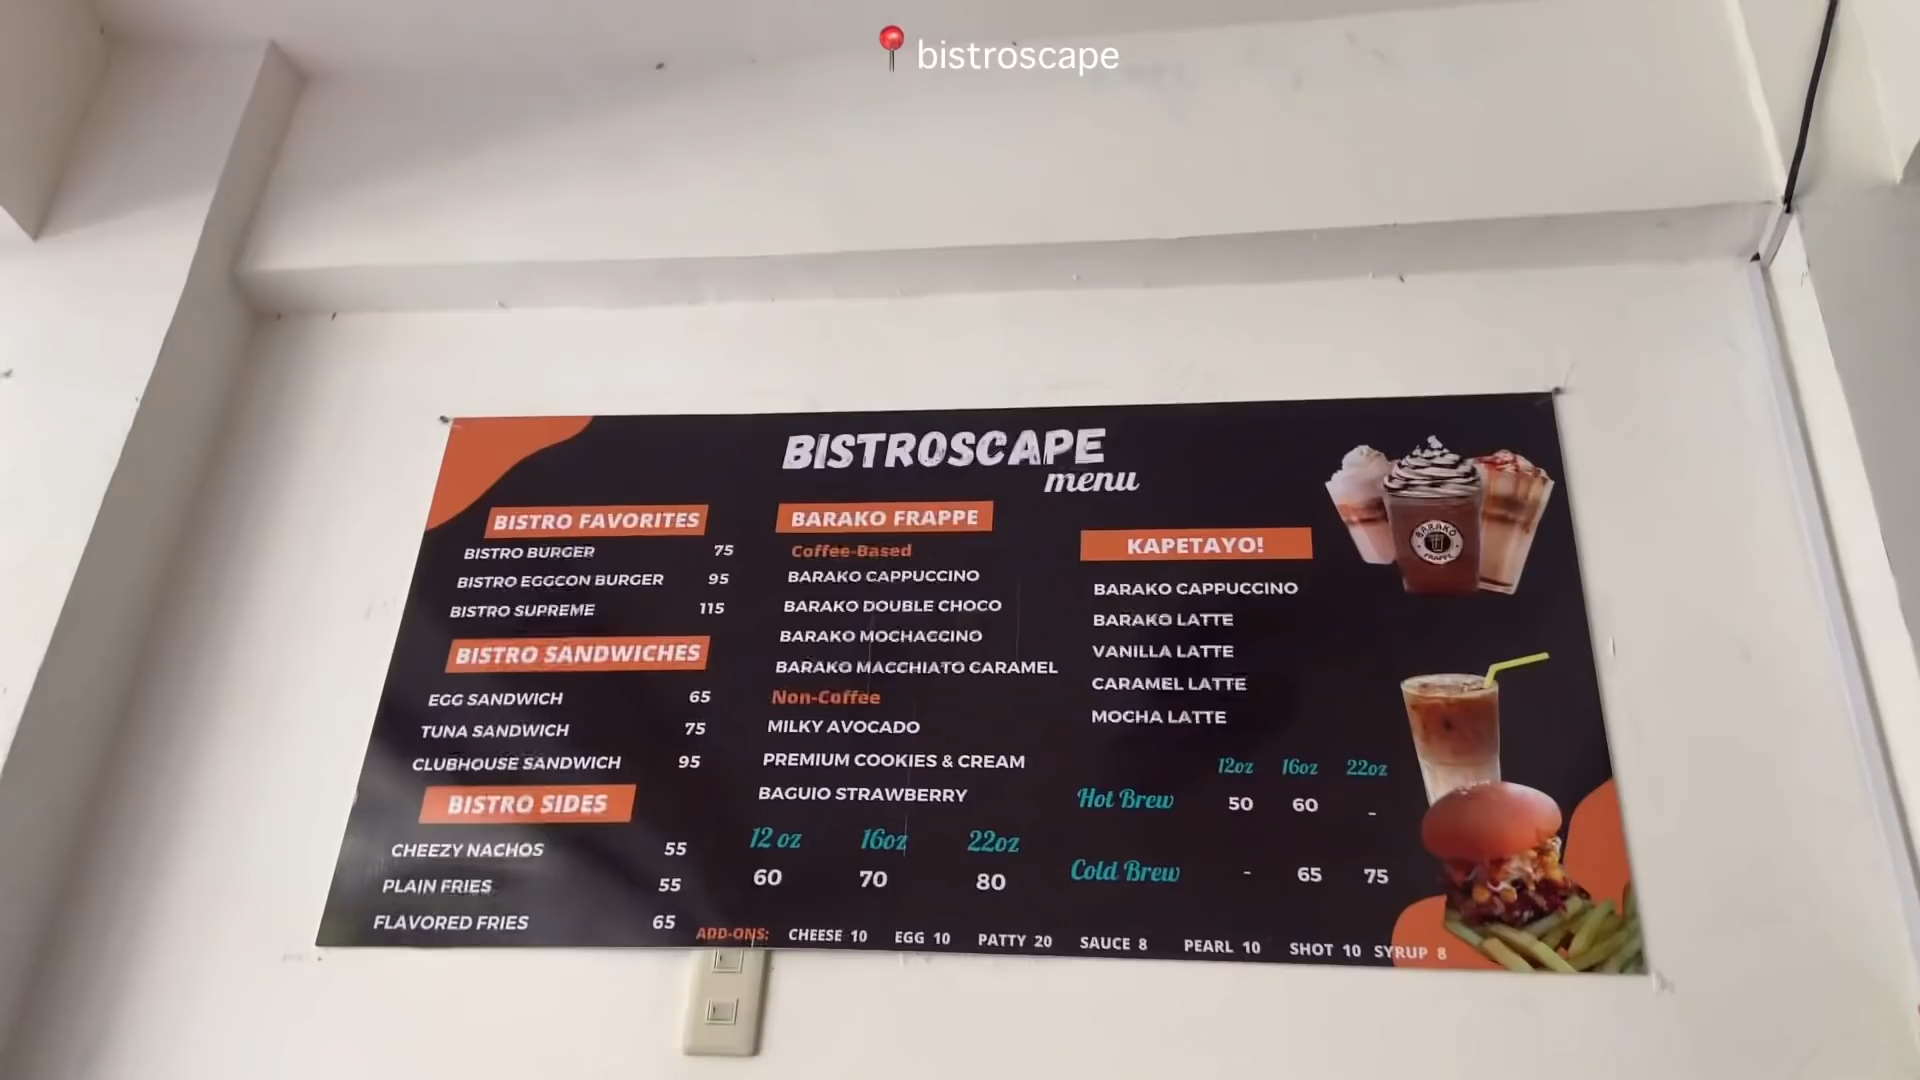 📍 bistroscape
BISTROSCAPE
menu
BISTRO FAVORITES
BISTRO BURGER 75
BISTRO EGGCON BURGER 95
BISTRO SUPREME 115
BISTRO SANDWICHES
EGG SANDWICH 65
TUNA SANDWICH 75
CLUBHOUSE SANDWICH 95
BISTRO SIDES
CHEEZY NACHOS 55
PLAIN FRIES 55
FLAVORED FRIES 65
BARAKO FRAPPE
Coffee-Based
BARAKO CAPPUCCINO
BARAKO DOUBLE CHOCO
BARAKO MOCHACCINO
BARAKO MACCHIATO CARAMEL
Non-Coffee
MILKY AVOCADO
PREMIUM COOKIES & CREAM
BAGUIO STRAWBERRY
12 oz 16oz 22oz
60 70 80
KAPETAYO!
BARAKO CAPPUCCINO
BARAKO LATTE
VANILLA LATTE
CARAMEL LATTE
MOCHA LATTE
12oz 16oz 22oz
Hot Brew 50 60 -
Cold Brew - 65 75
BARAKO
FRAPPE
ADD-ONS: CHEESE 10 EGG 10 PATTY 20 SAUCE 8 PEARL 10 SHOT 10 SYRUP 8